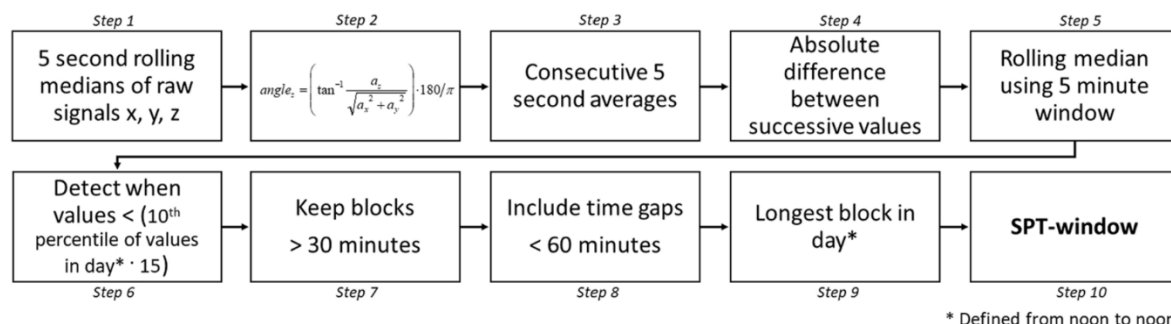 Step 1
5 second rolling
medians of raw
signals x, y, z
Step 2
angle_z = (tan⁻¹ a_z / √(a_x² + a_y²)) · 180/π
Step 3
Consecutive 5
second averages
Step 4
Absolute
difference
between
successive values
Step 5
Rolling median
using 5 minute
window
Detect when
values < (10th
percentile of values
in day* · 15)
Step 6
Keep blocks
> 30 minutes
Step 7
Include time gaps
< 60 minutes
Step 8
Longest block in
day*
Step 9
SPT-window
Step 10
* Defined from noon to noon